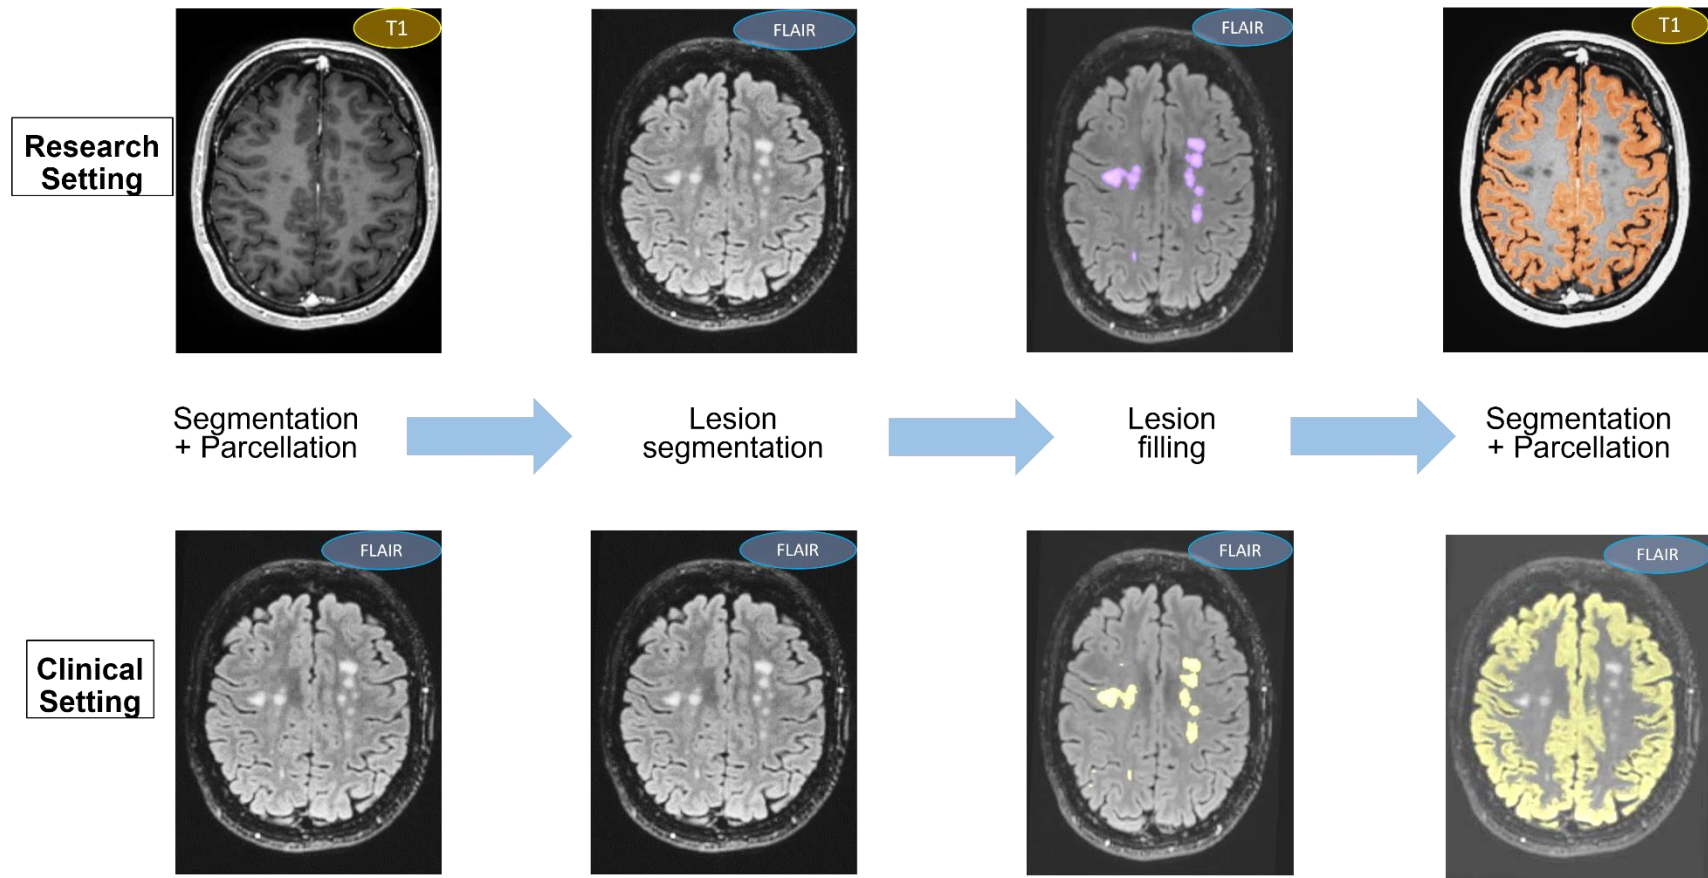 T1
FLAIR
FLAIR
T1
Research
Setting
Segmentation
+ Parcellation
Lesion
segmentation
Lesion
filling
Segmentation
+ Parcellation
FLAIR
FLAIR
FLAIR
FLAIR
Clinical
Setting